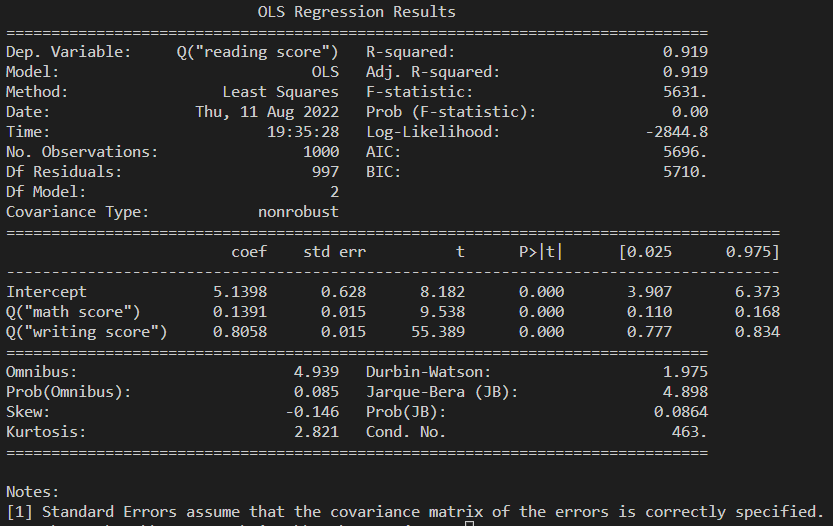 OLS Regression Results
==============================================================================
Dep. Variable: Q("reading score") R-squared: 0.919
Model: OLS Adj. R-squared: 0.919
Method: Least Squares F-statistic: 5631.
Date: Thu, 11 Aug 2022 Prob (F-statistic): 0.00
Time: 19:35:28 Log-Likelihood: -2844.8
No. Observations: 1000 AIC: 5696.
Df Residuals: 997 BIC: 5710.
Df Model: 2
Covariance Type: nonrobust
======================================================================================
coef std err t P>|t| [0.025 0.975]
--------------------------------------------------------------------------------------
Intercept 5.1398 0.628 8.182 0.000 3.907 6.373
Q("math score") 0.1391 0.015 9.538 0.000 0.110 0.168
Q("writing score") 0.8058 0.015 55.389 0.000 0.777 0.834
==============================================================================
Omnibus: 4.939 Durbin-Watson: 1.975
Prob(Omnibus): 0.085 Jarque-Bera (JB): 4.898
Skew: -0.146 Prob(JB): 0.0864
Kurtosis: 2.821 Cond. No. 463.
==============================================================================
Notes:
[1] Standard Errors assume that the covariance matrix of the errors is correctly specified.